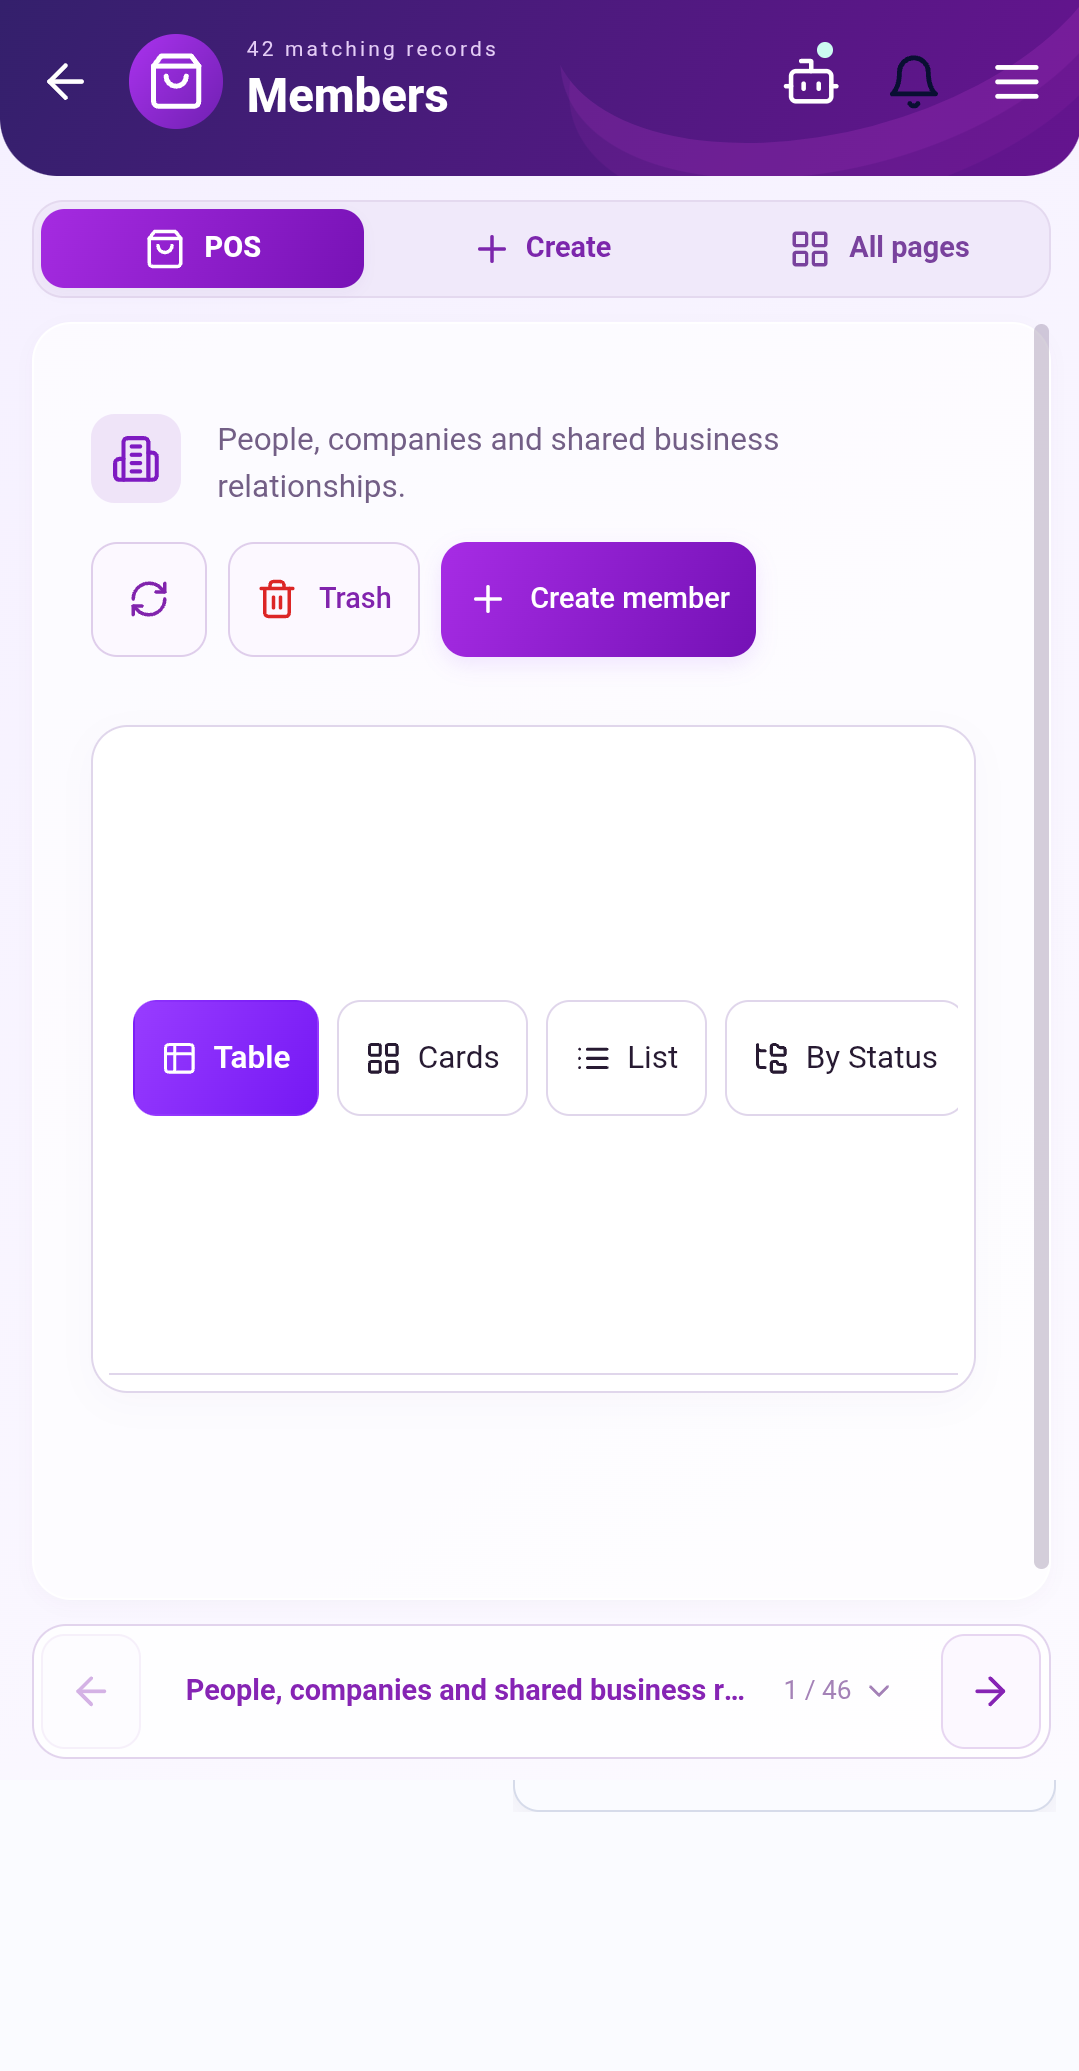 42 matching records
Members
POS
Create
All pages
People, companies and shared business
relationships.
Trash
Create member
Table
Cards
List
By Status
People, companies and shared business r...
1 / 46